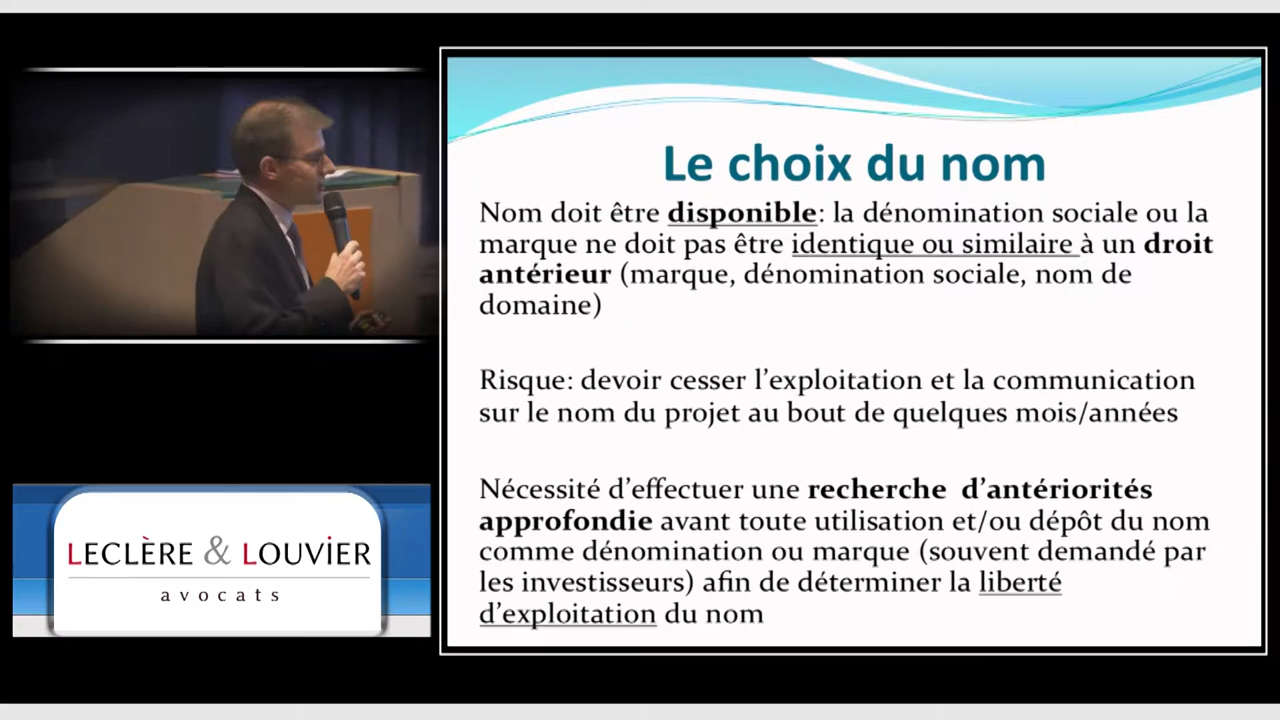 Le choix du nom
Nom doit être disponible: la dénomination sociale ou la
marque ne doit pas être identique ou similaire à un droit
antérieur (marque, dénomination sociale, nom de
domaine)
Risque: devoir cesser l'exploitation et la communication
sur le nom du projet au bout de quelques mois/années
Nécessité d'effectuer une recherche d'antériorités
approfondie avant toute utilisation et/ou dépôt du nom
comme dénomination ou marque (souvent demandé par
les investisseurs) afin de déterminer la liberté
d'exploitation du nom
LECLÈRE & LOUVIER
avocats